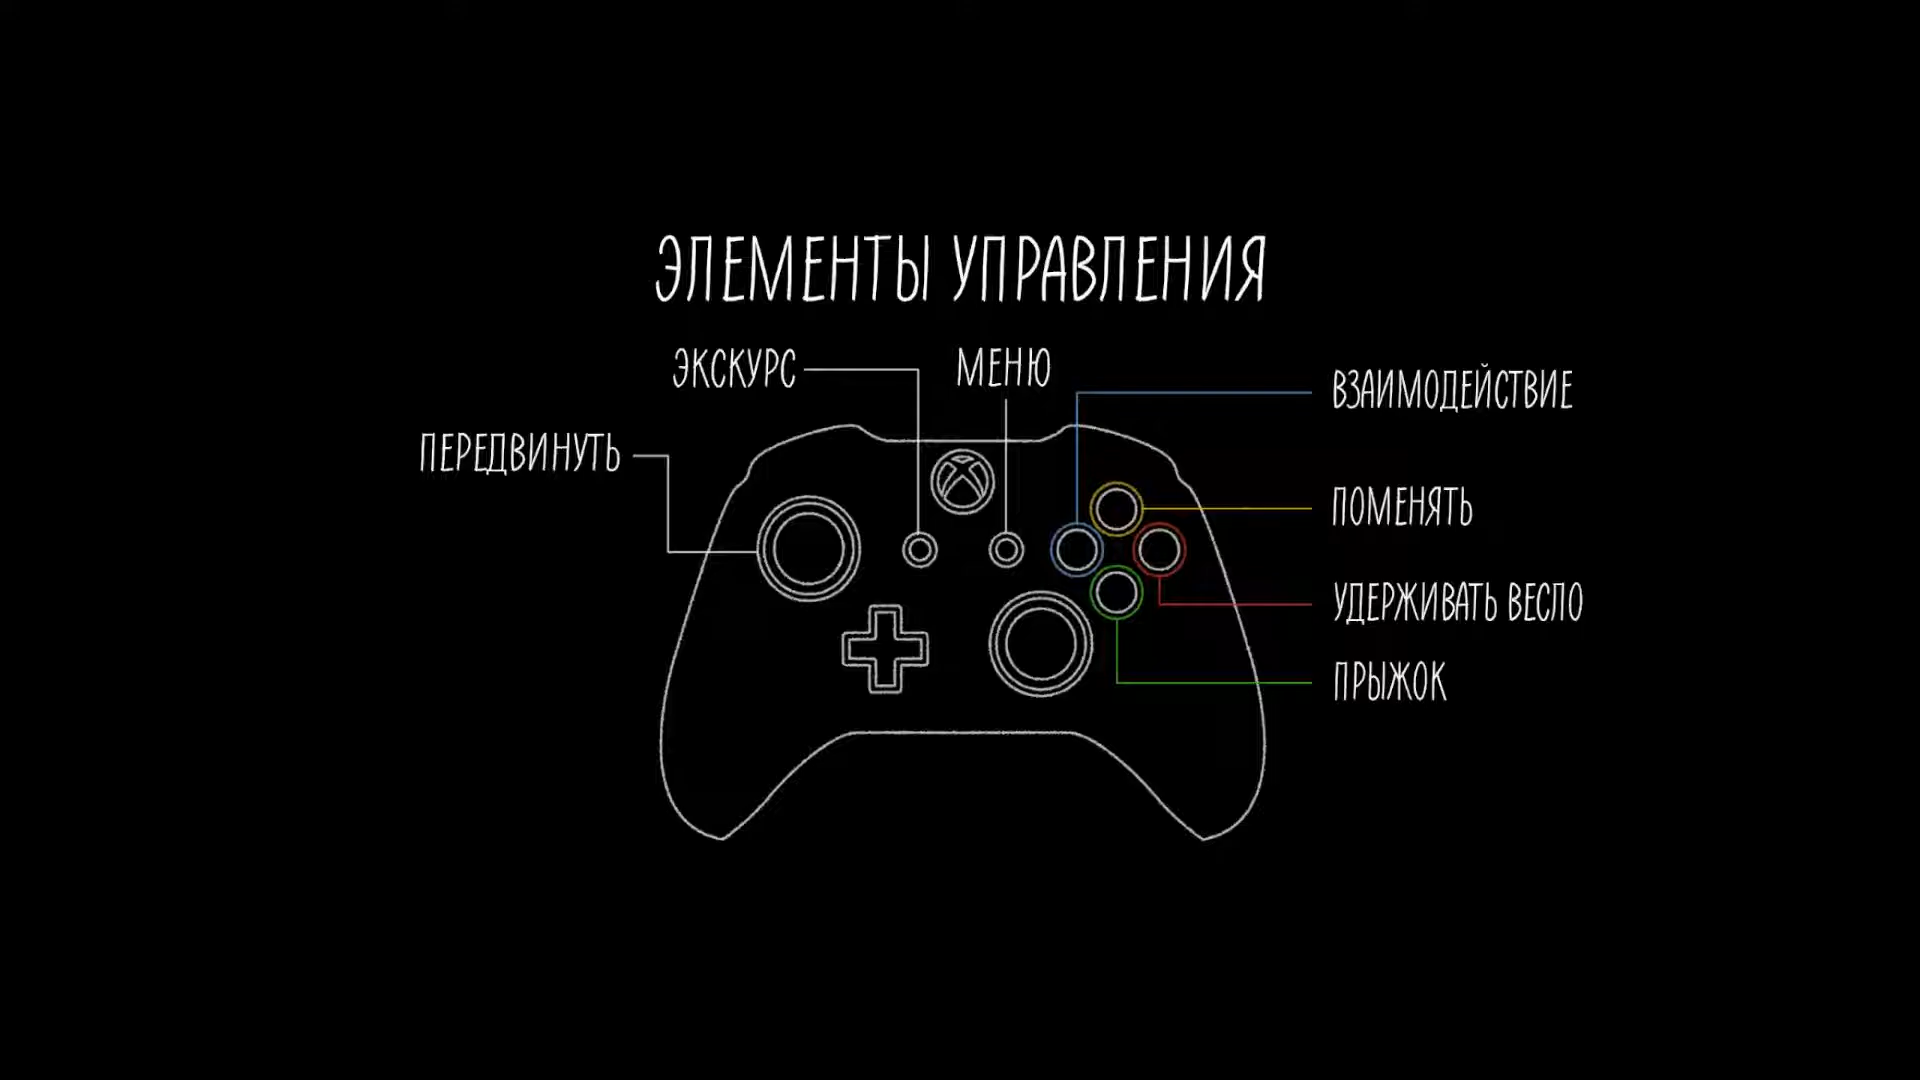 ЭЛЕМЕНТЫ УПРАВЛЕНИЯ
ЭКСКУРС
МЕНЮ
ВЗАИМОДЕЙСТВИЕ
ПЕРЕДВИНУТЬ
ПОМЕНЯТЬ
УДЕРЖИВАТЬ ВЕСЛО
ПРЫЖОК